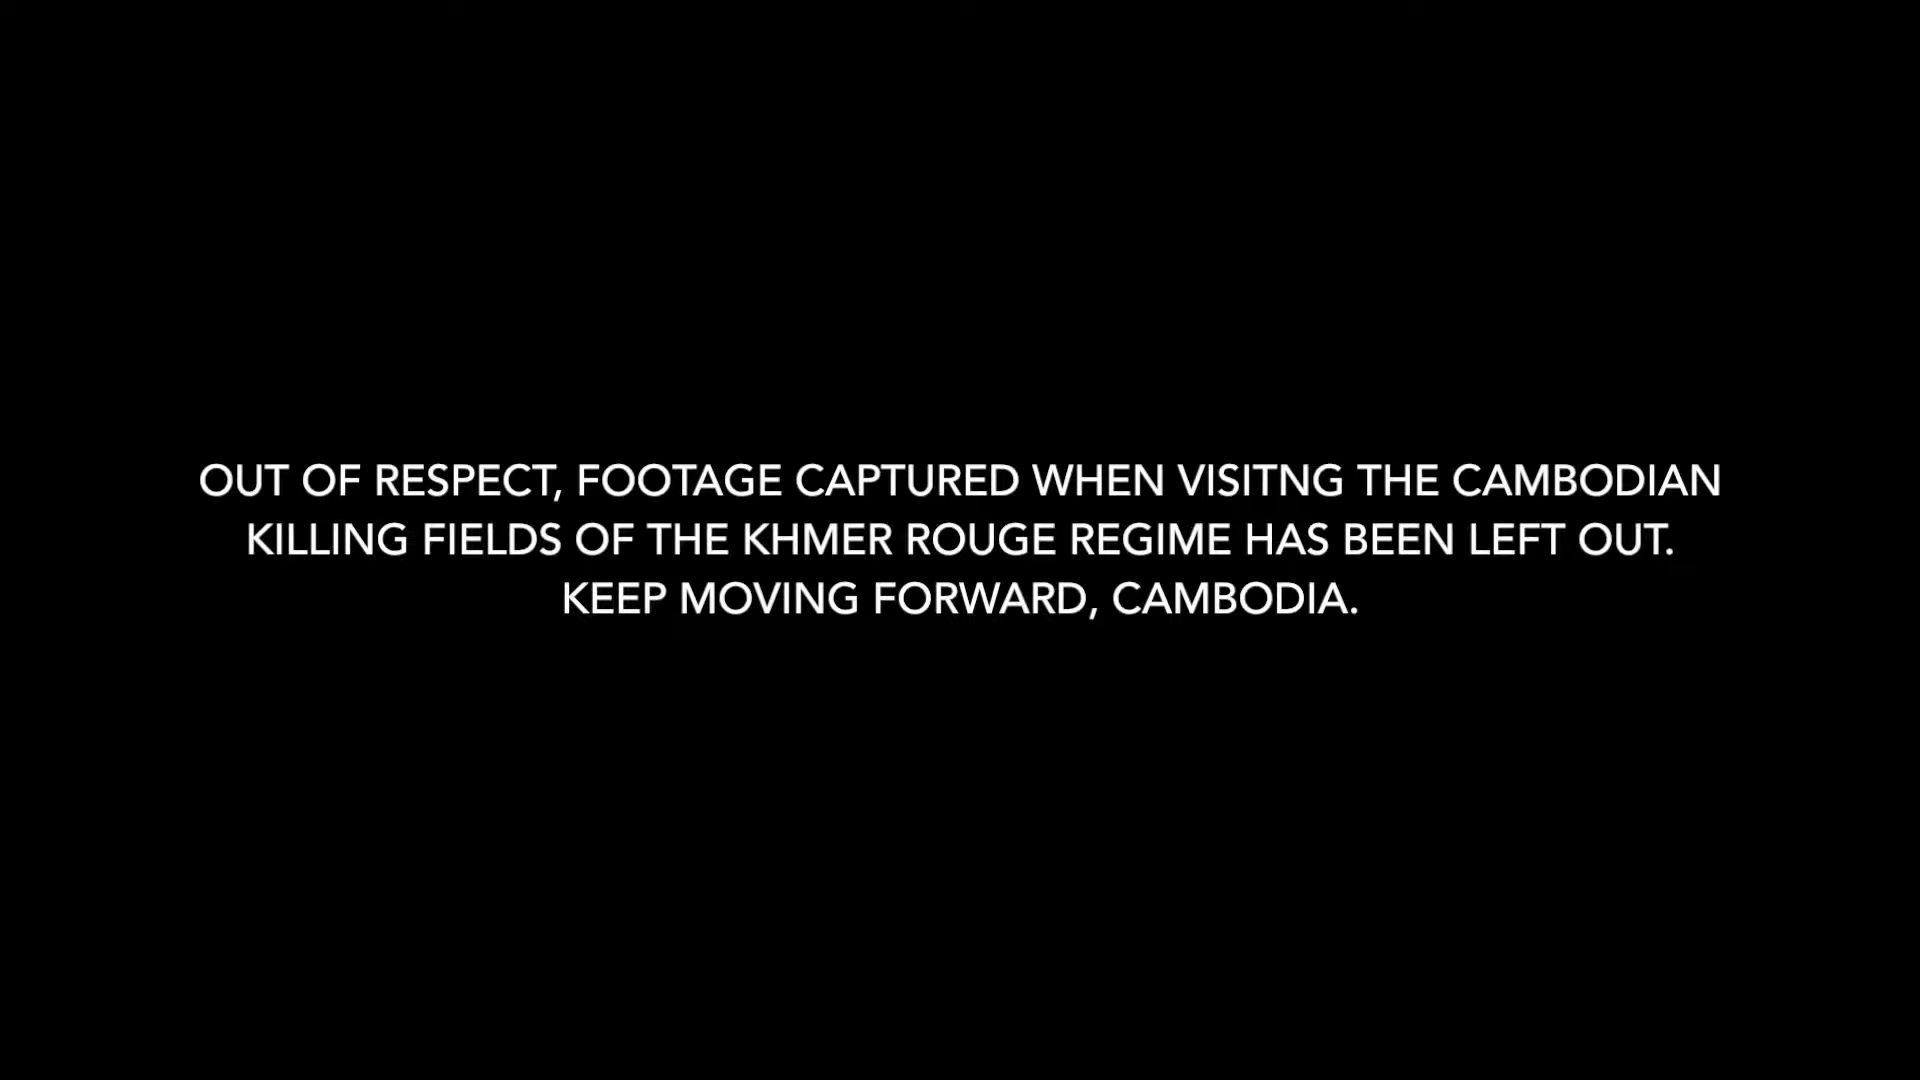 OUT OF RESPECT, FOOTAGE CAPTURED WHEN VISITNG THE CAMBODIAN
KILLING FIELDS OF THE KHMER ROUGE REGIME HAS BEEN LEFT OUT.
KEEP MOVING FORWARD, CAMBODIA.